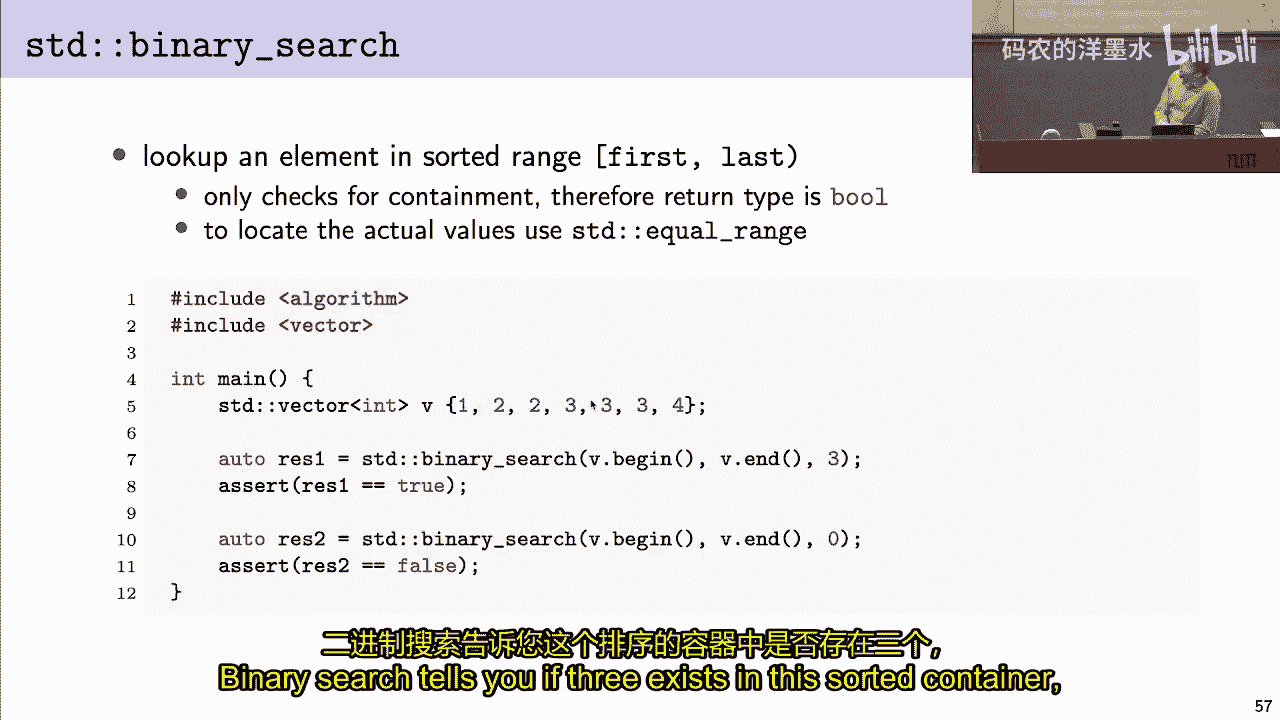 std::binary_search
码农的洋墨水 bilibili
TUM
lookup an element in sorted range [first, last)
only checks for containment, therefore return type is bool
to locate the actual values use std::equal_range
1 #include <algorithm>
2 #include <vector>
3
4 int main() {
5 std::vector<int> v {1, 2, 2, 3, 3, 3, 4};
6
7 auto res1 = std::binary_search(v.begin(), v.end(), 3);
8 assert(res1 == true);
9
10 auto res2 = std::binary_search(v.begin(), v.end(), 0);
11 assert(res2 == false);
12 }
二进制搜索告诉您这个排序的容器中是否存在三个,
Binary search tells you if three exists in this sorted container,
57